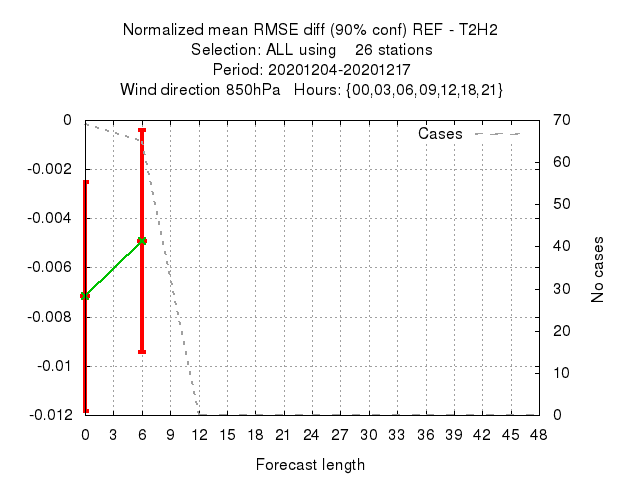 Normalized mean RMSE diff (90% conf) REF - T2H2
Selection: ALL using 26 stations
Period: 20201204-20201217
Wind direction 850hPa Hours: {00,03,06,09,12,18,21}
Cases
0
-0.002
-0.004
-0.006
-0.008
-0.01
-0.012
70
60
50
40
30
20
10
0
No cases
0 3 6 9 12 15 18 21 24 27 30 33 36 39 42 45 48
Forecast length